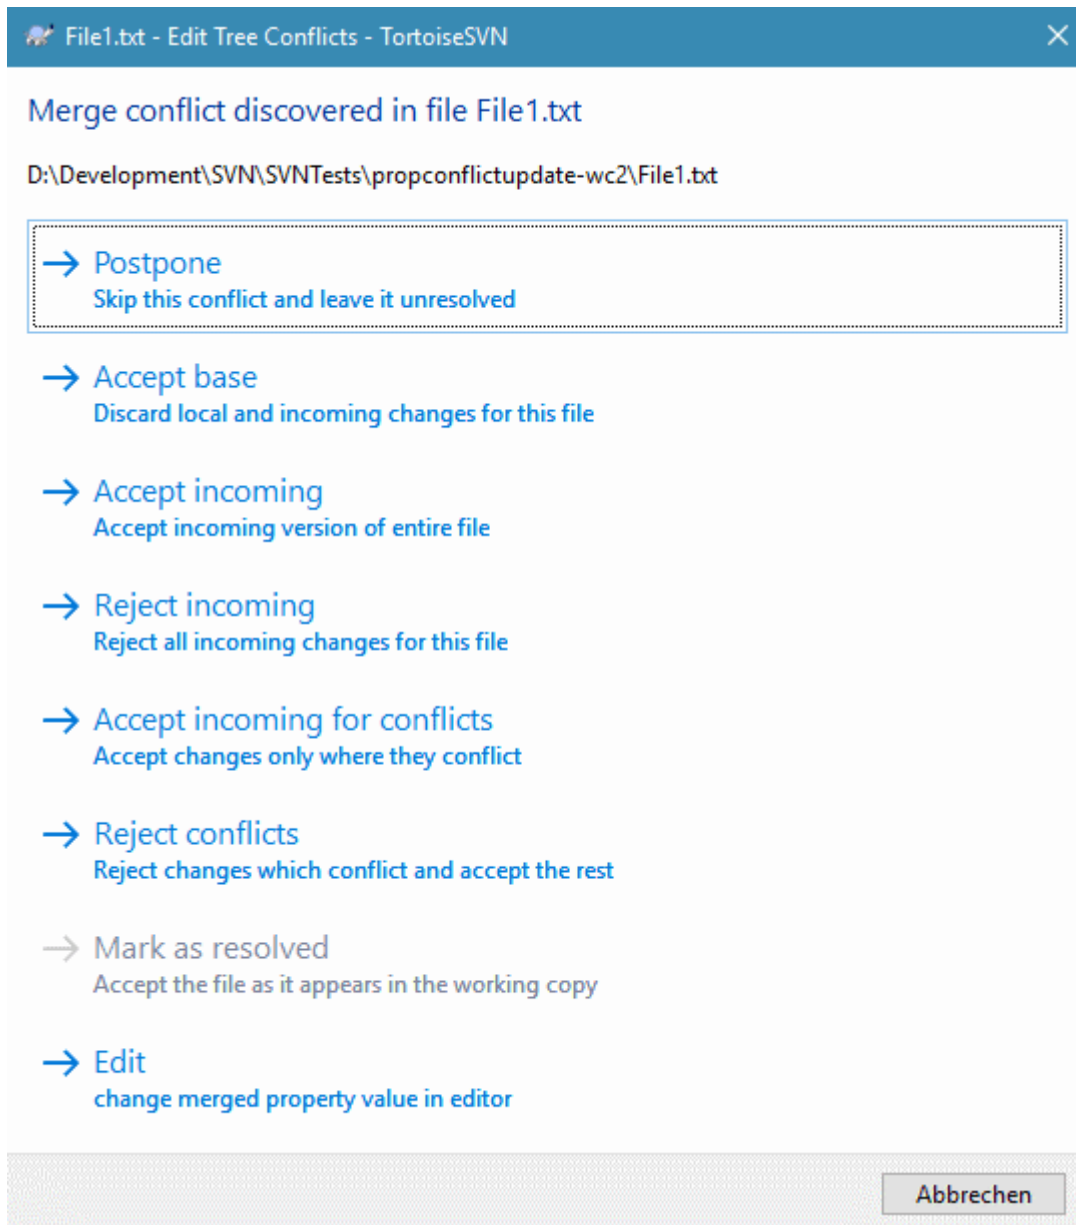 File1.txt - Edit Tree Conflicts - TortoiseSVN
Merge conflict discovered in file File1.txt
D:\Development\SVN\SVNTests\propconflictupdate-wc2\File1.txt
Postpone
Skip this conflict and leave it unresolved
Accept base
Discard local and incoming changes for this file
Accept incoming
Accept incoming version of entire file
Reject incoming
Reject all incoming changes for this file
Accept incoming for conflicts
Accept changes only where they conflict
Reject conflicts
Reject changes which conflict and accept the rest
Mark as resolved
Accept the file as it appears in the working copy
Edit
change merged property value in editor
Abbrechen